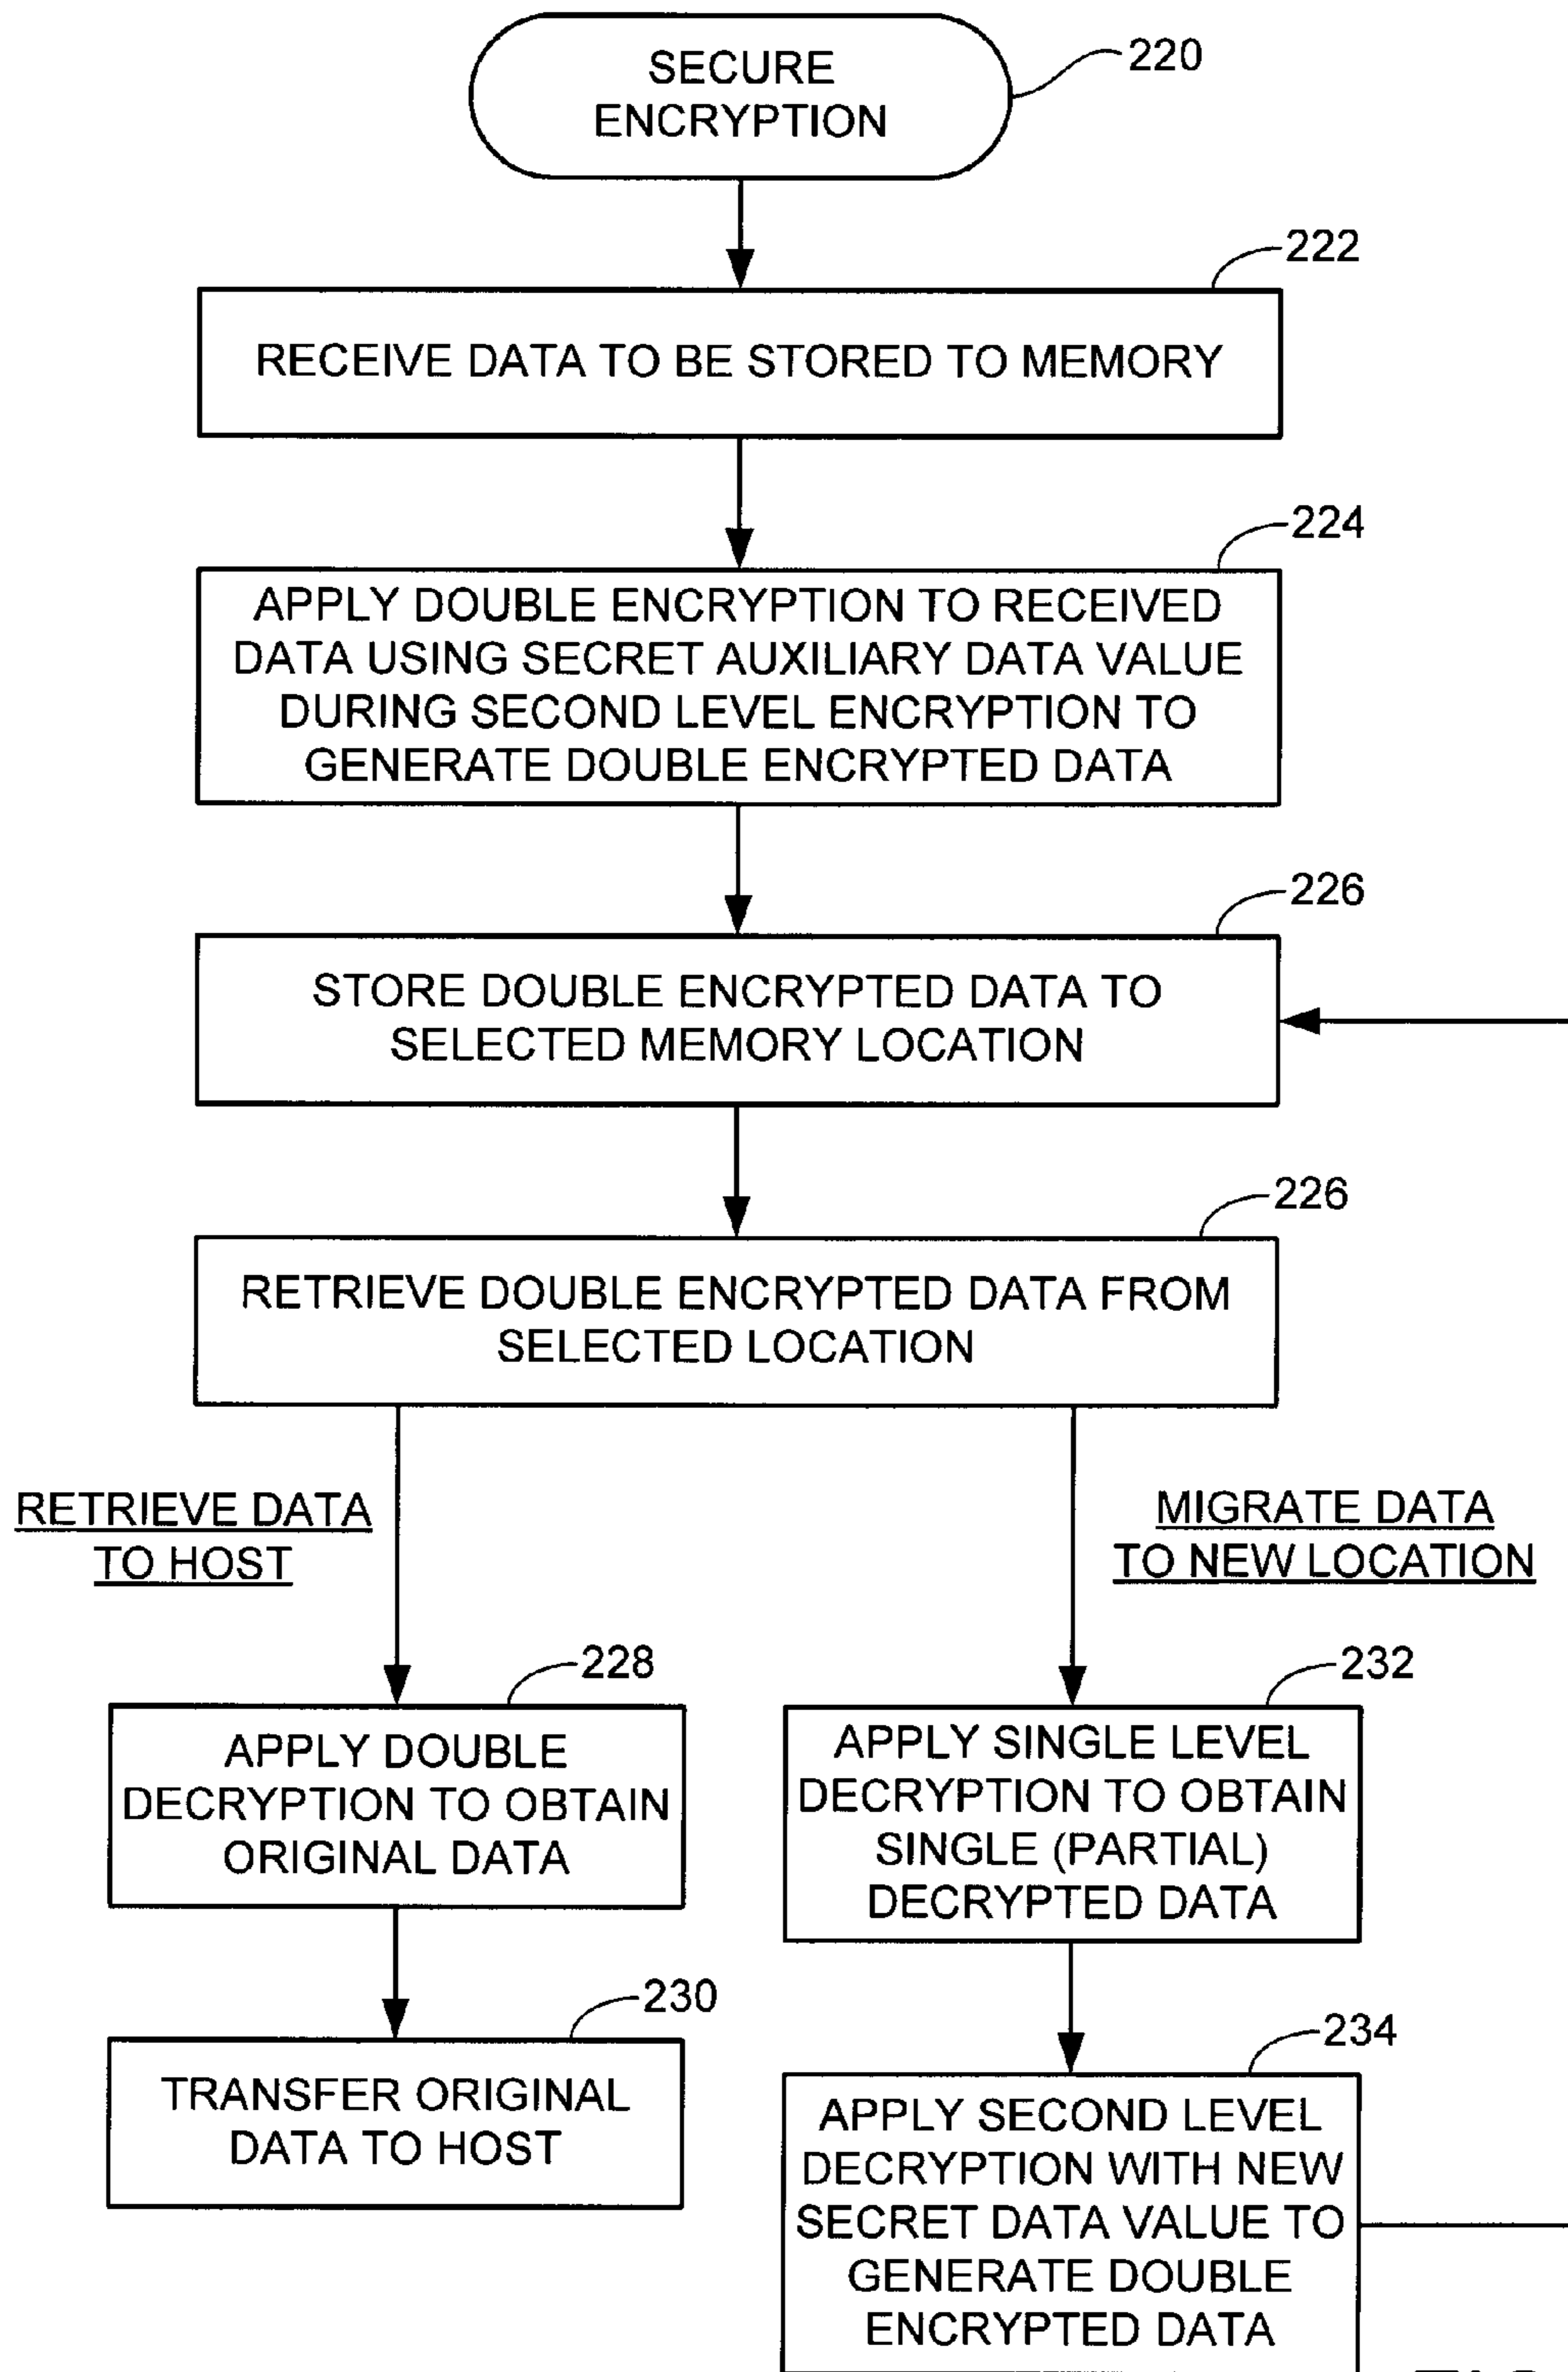 SECURE
ENCRYPTION
220
222
RECEIVE DATA TO BE STORED TO MEMORY
224
APPLY DOUBLE ENCRYPTION TO RECEIVED
DATA USING SECRET AUXILIARY DATA VALUE
DURING SECOND LEVEL ENCRYPTION TO
GENERATE DOUBLE ENCRYPTED DATA
226
STORE DOUBLE ENCRYPTED DATA TO
SELECTED MEMORY LOCATION
226
RETRIEVE DOUBLE ENCRYPTED DATA FROM
SELECTED LOCATION
RETRIEVE DATA
TO HOST
MIGRATE DATA
TO NEW LOCATION
228
APPLY DOUBLE
DECRYPTION TO OBTAIN
ORIGINAL DATA
232
APPLY SINGLE LEVEL
DECRYPTION TO OBTAIN
SINGLE (PARTIAL)
DECRYPTED DATA
230
TRANSFER ORIGINAL
DATA TO HOST
234
APPLY SECOND LEVEL
DECRYPTION WITH NEW
SECRET DATA VALUE TO
GENERATE DOUBLE
ENCRYPTED DATA